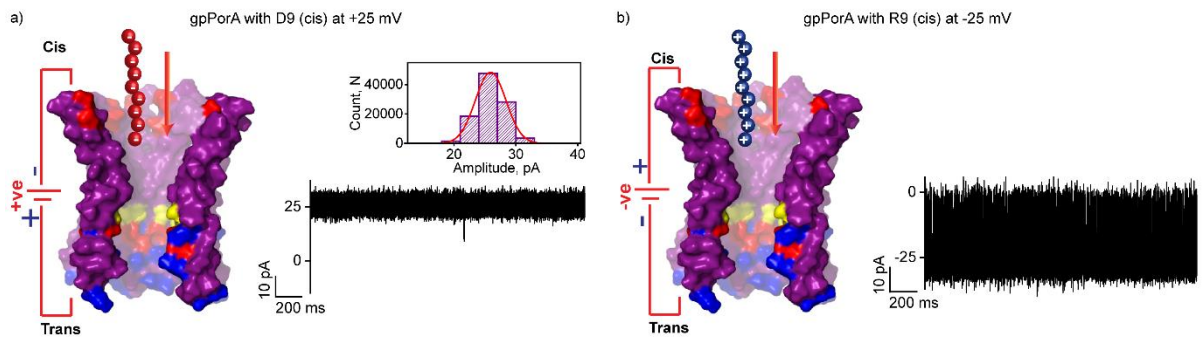 a) gpPorA with D9 (cis) at +25 mV
Cis
-
+ve
+
Trans
Count, N
40000
20000
0
20 30 40
Amplitude, pA
25
0
10 pA
200 ms
b) gpPorA with R9 (cis) at -25 mV
Cis
+
-ve
-
Trans
0
-25
10 pA
200 ms